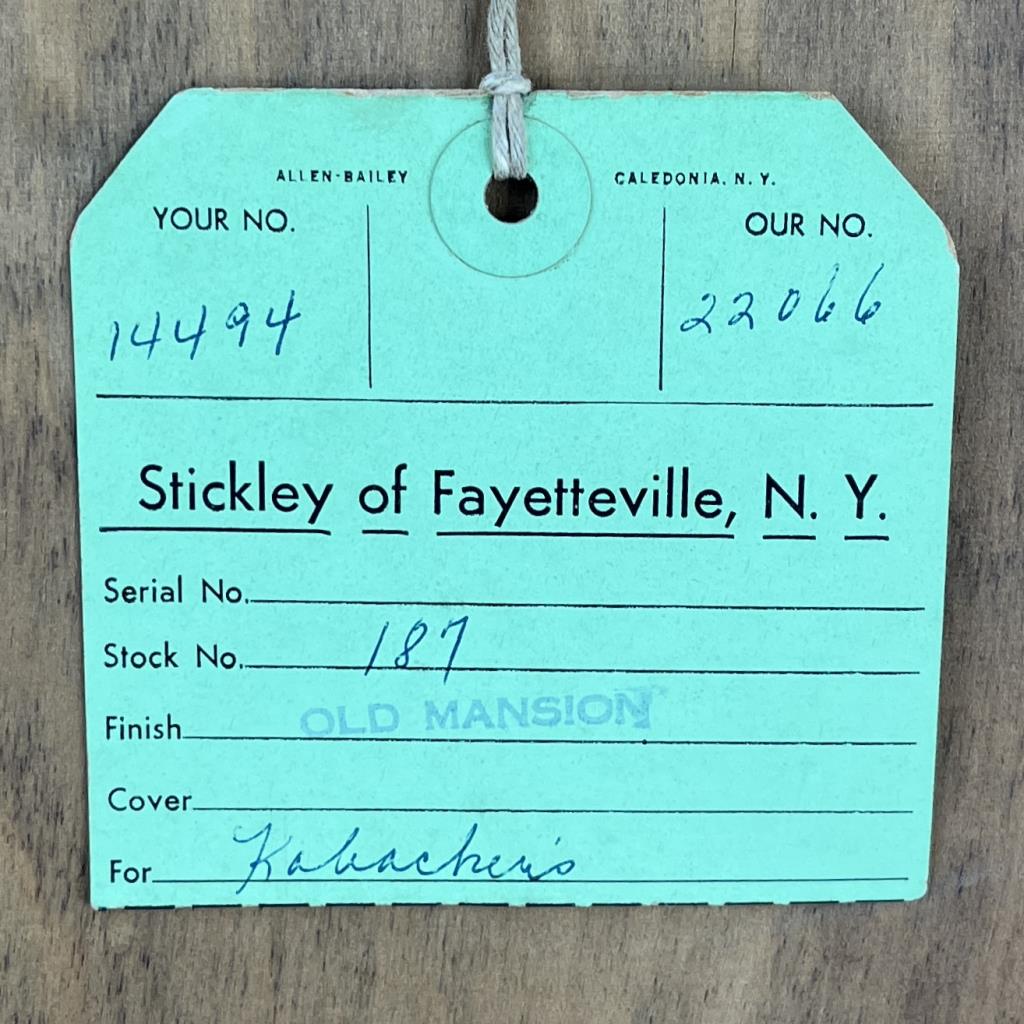 ALLEN-BAILEY CALEDONIA, N. Y.
YOUR NO. OUR NO.
14494 22066
Stickley of Fayetteville, N. Y.
Serial No.
Stock No. 187
Finish OLD MANSION
Cover
For Kabacker's